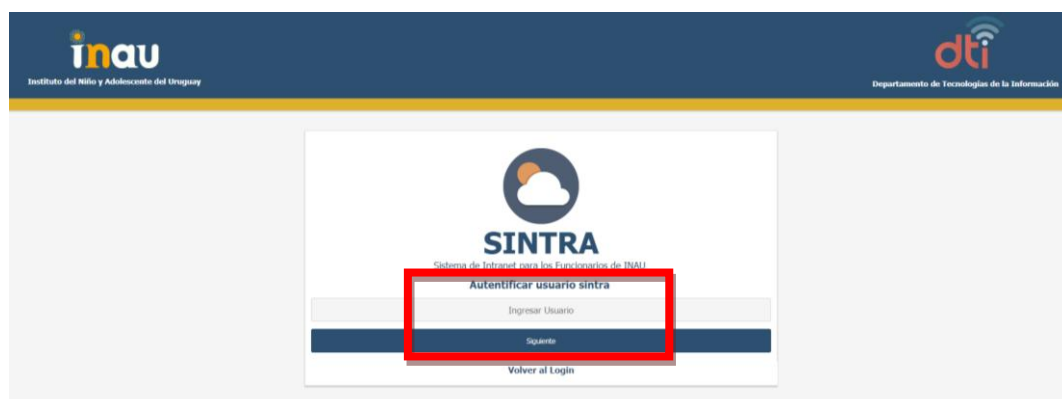 inau
Instituto del Niño y Adolescente del Uruguay
dti
Departamento de Tecnologías de la Información
SINTRA
Sistema de Intranet para los Funcionarios de INAU
Autentificar usuario sintra
Ingresar Usuario
Siguiente
Volver al Login